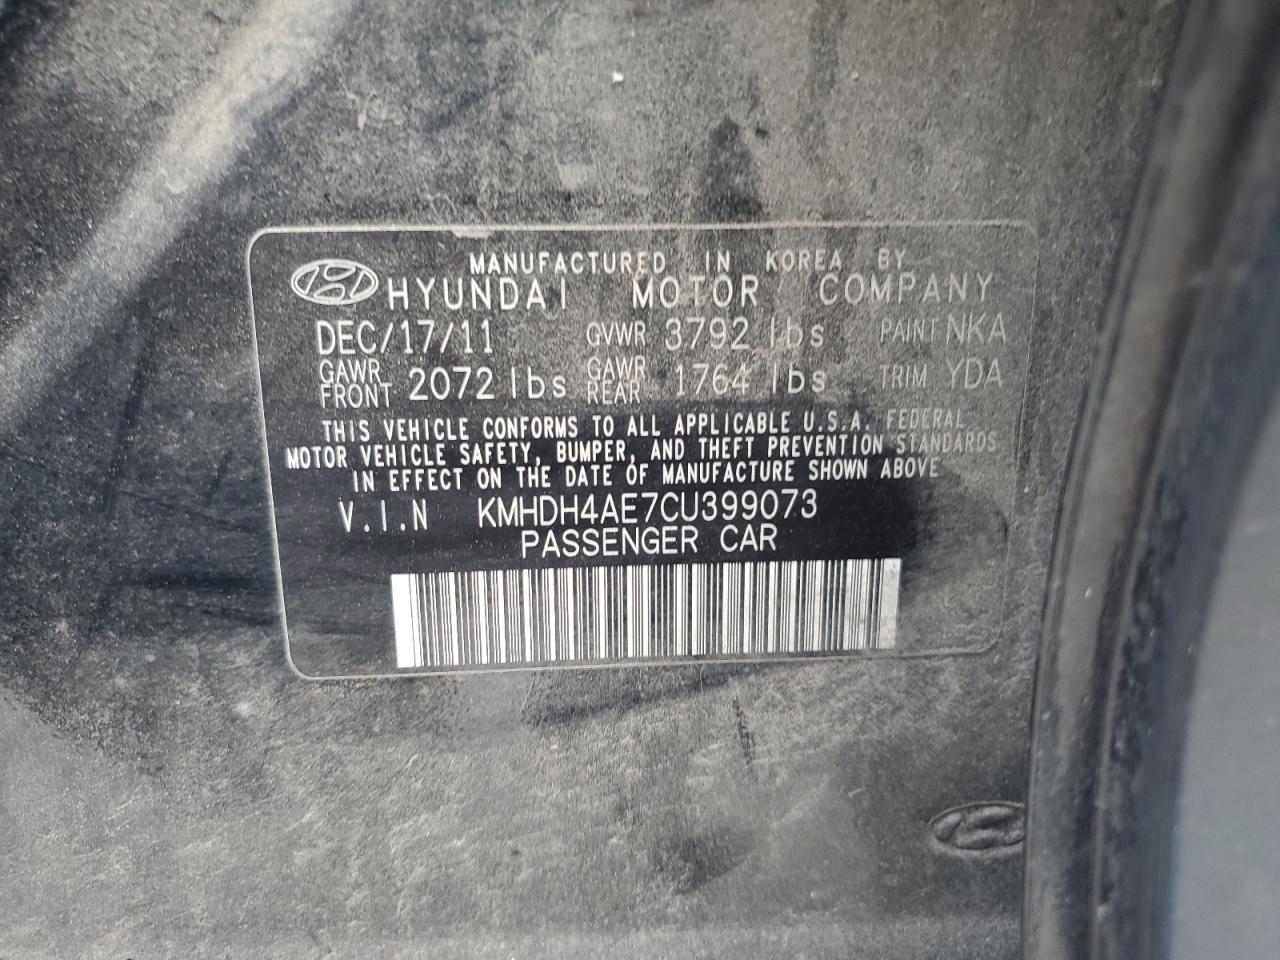 MANUFACTURED IN KOREA BY
HYUNDAI MOTOR COMPANY
DEC/17/11 GVWR 3792 lbs PAINT NKA
GAWR FRONT 2072 lbs GAWR REAR 1764 lbs TRIM YDA
THIS VEHICLE CONFORMS TO ALL APPLICABLE U.S.A. FEDERAL
MOTOR VEHICLE SAFETY, BUMPER, AND THEFT PREVENTION STANDARDS
IN EFFECT ON THE DATE OF MANUFACTURE SHOWN ABOVE
V.I.N KMHDH4AE7CU399073
PASSENGER CAR